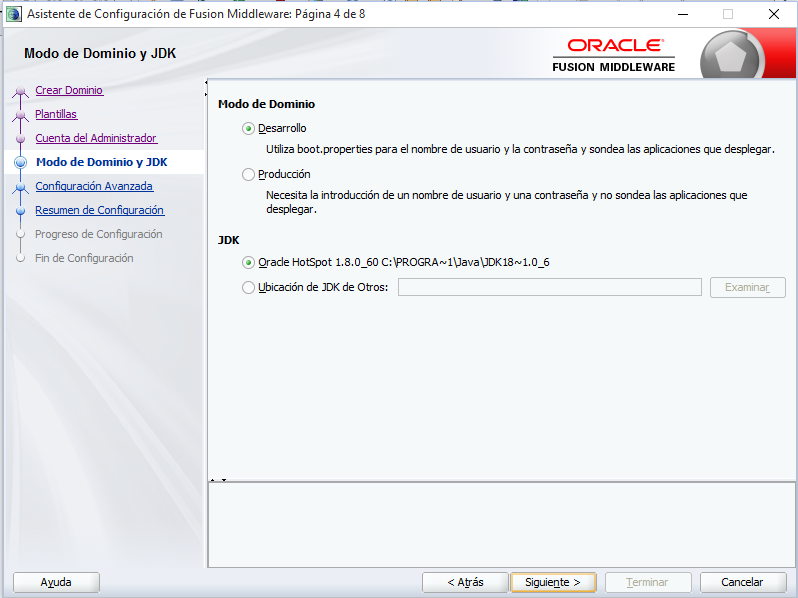 Asistente de Configuración de Fusion Middleware: Página 4 de 8
Modo de Dominio y JDK
ORACLE
FUSION MIDDLEWARE
Crear Dominio
Plantillas
Cuenta del Administrador
Modo de Dominio y JDK
Configuración Avanzada
Resumen de Configuración
Progreso de Configuración
Fin de Configuración
Modo de Dominio
Desarrollo
Utiliza boot.properties para el nombre de usuario y la contraseña y sondea las aplicaciones que desplegar.
Producción
Necesita la introducción de un nombre de usuario y una contraseña y no sondea las aplicaciones que
desplegar.
JDK
Oracle HotSpot 1.8.0_60 C:\PROGRA~1\Java\JDK18~1.0_6
Ubicación de JDK de Otros:
Examinar
Ayuda
< Atrás
Siguiente >
Terminar
Cancelar